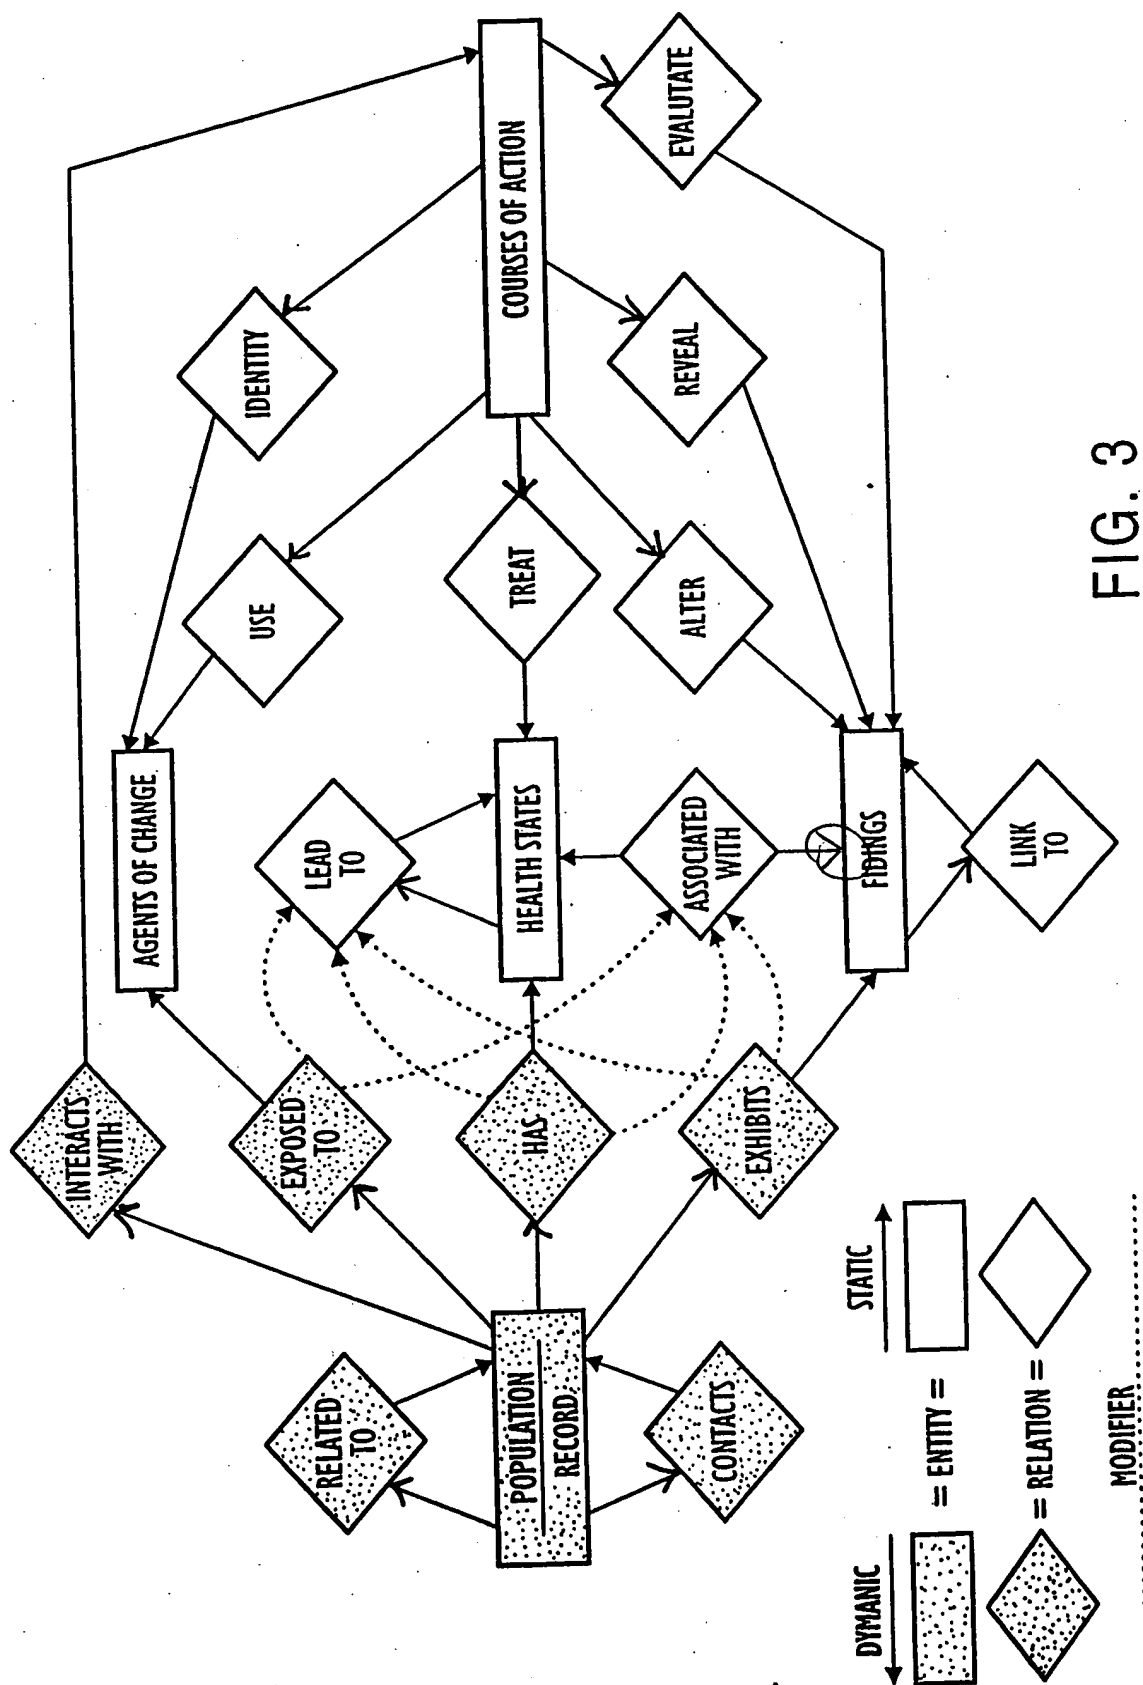 INTERACTS
WITH
RELATED
TO
EXPOSED
TO
AGENTS OF CHANGE
LEAD
TO
USE
IDENTITY
POPULATION
RECORD
HAS
HEALTH STATES
TREAT
COURSES OF ACTION
CONTACTS
EXHIBITS
ASSOCIATED
WITH
ALTER
REVEAL
EVALUTATE
FIDINGS
LINK
TO
DYMANIC
STATIC
= ENTITY =
= RELATION =
MODIFIER
FIG. 3